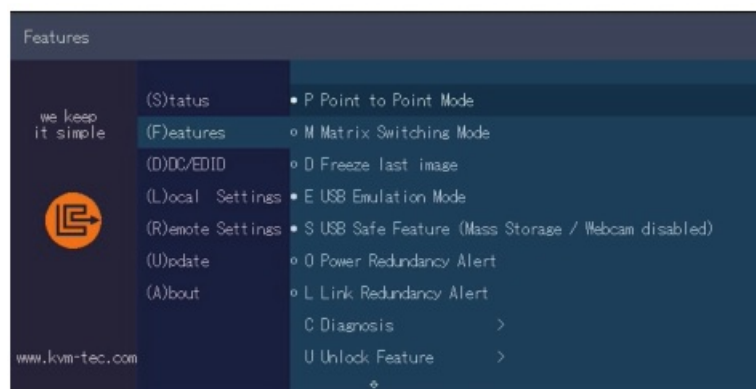 Features
we keep
it simple
www.kvm-tec.com
(S)tatus
(F)eatures
(D)DC/EDID
(L)ocal Settings
(R)emote Settings
(U)pdate
(A)bout
P Point to Point Mode
M Matrix Switching Mode
D Freeze last image
E USB Emulation Mode
S USB Safe Feature (Mass Storage / Webcam disabled)
O Power Redundancy Alert
L Link Redundancy Alert
C Diagnosis >
U Unlock Feature >